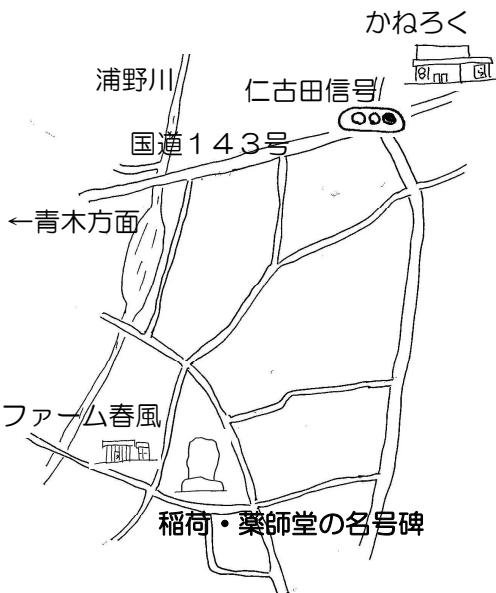 かねろく
浦野川
仁古田信号
国道143号
←青木方面
ファーム春風
稲荷・薬師堂の名号碑